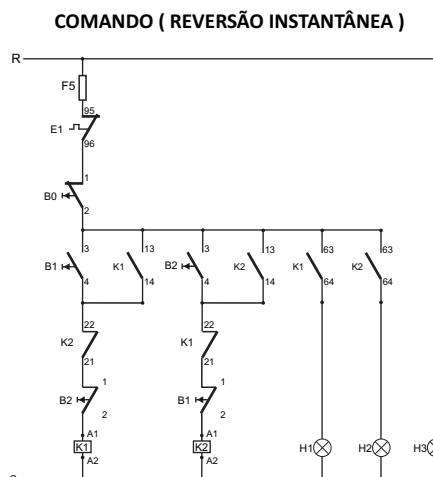 COMANDO ( REVERSÃO INSTANTÂNEA )
R
F5
95
E1
96
1
B0
2
3 13 3 13 63 63
B1 K1 B2 K2 K1 K2
4 14 4 14 64 64
22 22
K2 K1
21 21
1 1
B2 B1
2 2
A1 A1
K1 K2 H1 H2 H3
A2 A2